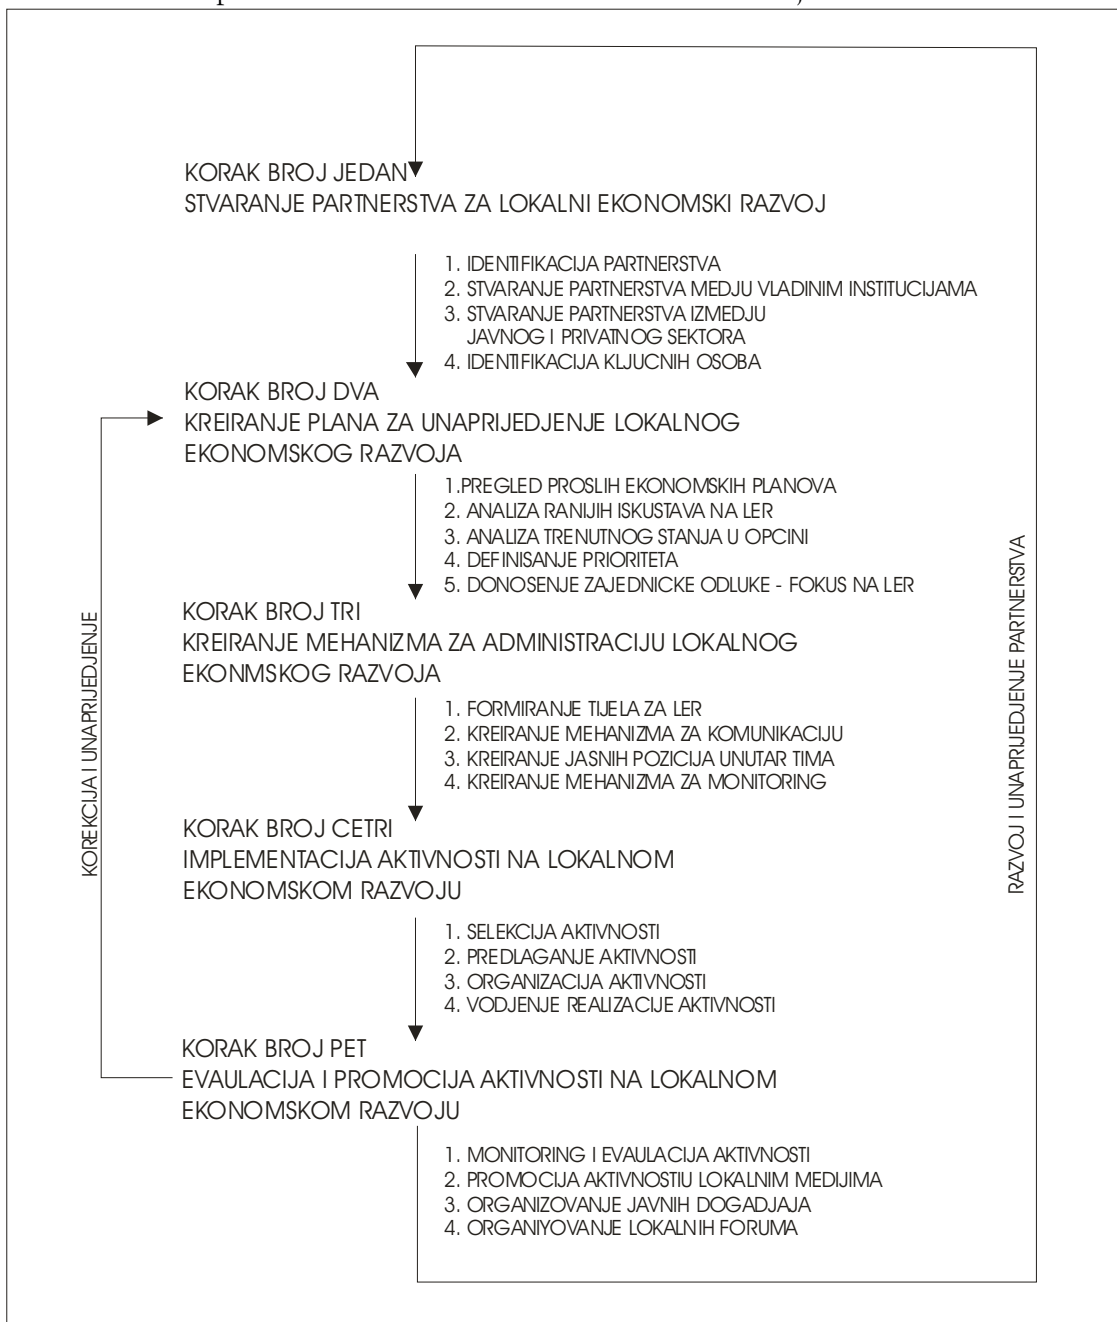 KORAK BROJ JEDAN
STVARANJE PARTNERSTVA ZA LOKALNI EKONOMSKI RAZVOJ
1. IDENTIFIKACIJA PARTNERSTVA
2. STVARANJE PARTNERSTVA MEDJU VLADINIM INSTITUCIJAMA
3. STVARANJE PARTNERSTVA IZMEDJU
JAVNOG I PRIVATNOG SEKTORA
4. IDENTIFIKACIJA KLJUCNIH OSOBA
KORAK BROJ DVA
KREIRANJE PLANA ZA UNAPRIJEDJENJE LOKALNOG
EKONOMSKOG RAZVOJA
1.PREGLED PROSLIH EKONOMSKIH PLANOVA
2. ANALIZA RANIJIH ISKUSTAVA NA LER
3. ANALIZA TRENUTNOG STANJA U OPCINI
4. DEFINISANJE PRIORITETA
5. DONOSENJE ZAJEDNICKE ODLUKE - FOKUS NA LER
KORAK BROJ TRI
KREIRANJE MEHANIZMA ZA ADMINISTRACIJU LOKALNOG
EKONMSKOG RAZVOJA
1. FORMIRANJE TIJELA ZA LER
2. KREIRANJE MEHANIZMA ZA KOMUNIKACIJU
3. KREIRANJE JASNIH POZICIJA UNUTAR TIMA
4. KREIRANJE MEHANIZMA ZA MONITORING
KORAK BROJ CETRI
IMPLEMENTACIJA AKTIVNOSTI NA LOKALNOM
EKONOMSKOM RAZVOJU
1. SELEKCIJA AKTIVNOSTI
2. PREDLAGANJE AKTIVNOSTI
3. ORGANIZACIJA AKTIVNOSTI
4. VODJENJE REALIZACIJE AKTIVNOSTI
KORAK BROJ PET
EVAULACIJA I PROMOCIJA AKTIVNOSTI NA LOKALNOM
EKONOMSKOM RAZVOJU
1. MONITORING I EVAULACIJA AKTIVNOSTI
2. PROMOCIJA AKTIVNOSTIU LOKALNIM MEDIJIMA
3. ORGANIZOVANJE JAVNIH DOGADJAJA
4. ORGANIYOVANJE LOKALNIH FORUMA
KOREKCIJA I UNAPRIJEDJENJE
RAZVOJ I UNAPRIJEDJENJE PARTNERSTVA